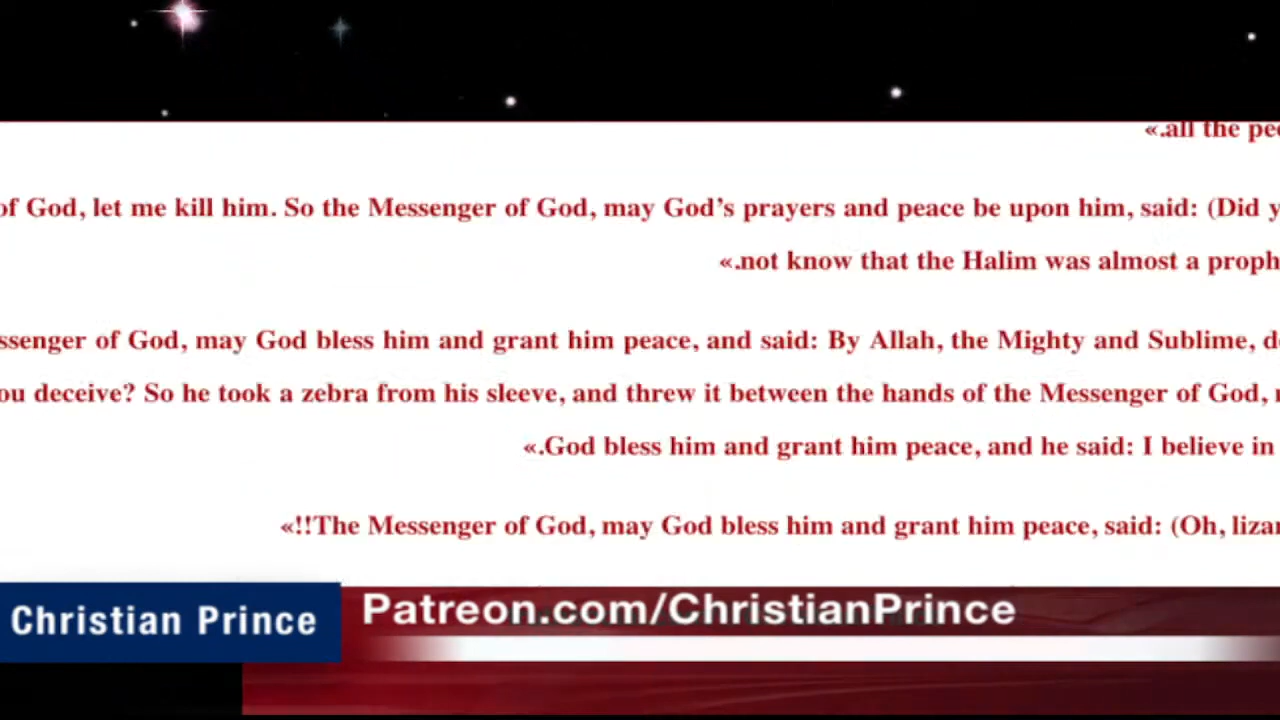 «.all the
of God, let me kill him. So the Messenger of God, may God's prayers and peace be upon him, said: (Did
«.not know that the Halim was almost a
of God, may God bless him and grant him peace, and said: By Allah, the Mighty and Sublime,
deceive? So he took a zebra from his sleeve, and threw it between the hands of the Messenger of God,
«.God bless him and grant him peace, and he said: I believe in
«!!The Messenger of God, may God bless him and grant him peace, said: (Oh,
Christian Prince
Patreon.com/ChristianPrince